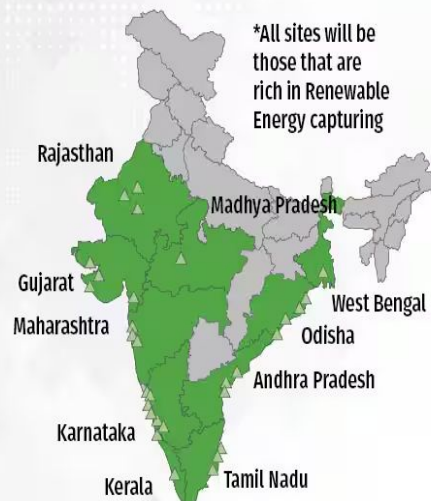 *All sites will be
those that are
rich in Renewable
Energy capturing
Rajasthan
Madhya Pradesh
Gujarat
West Bengal
Maharashtra
Odisha
Andhra Pradesh
Karnataka
Kerala
Tamil Nadu